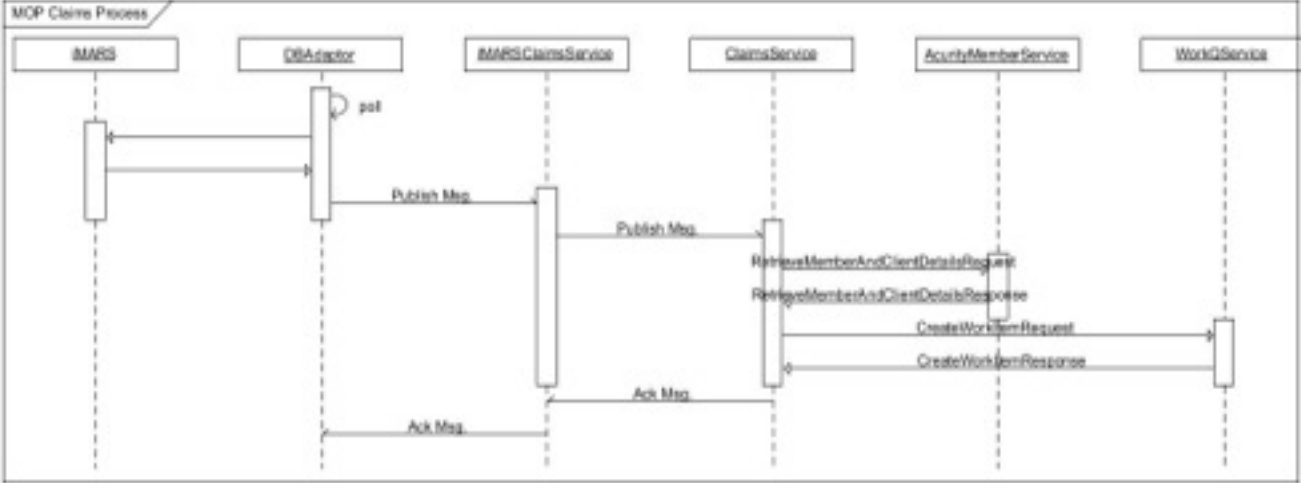 MOP Claims Process
IMARS
DBAdaptor
IMARSClaimsService
ClaimsService
AcurityMemberService
WorkQService
poll
Publish Msg.
Publish Msg.
RetrieveMemberAndClientDetailsRequest
RetrieveMemberAndClientDetailsResponse
CreateWorkItemRequest
CreateWorkItemResponse
Ack Msg.
Ack Msg.